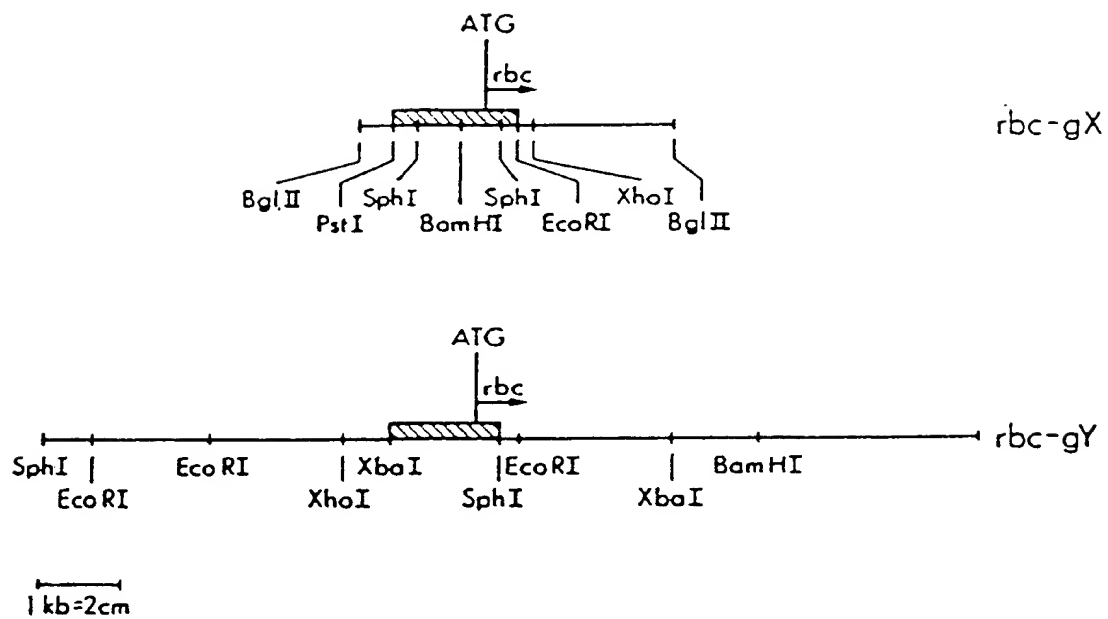 ATG
rbc
rbc-gX
BglII
PstI
SphI
BamHI
SphI
EcoRI
XhoI
BglII
ATG
rbc
rbc-gY
SphI
EcoRI
EcoRI
XhoI
XbaI
SphI
EcoRI
XbaI
BamHI
1 kb=2cm